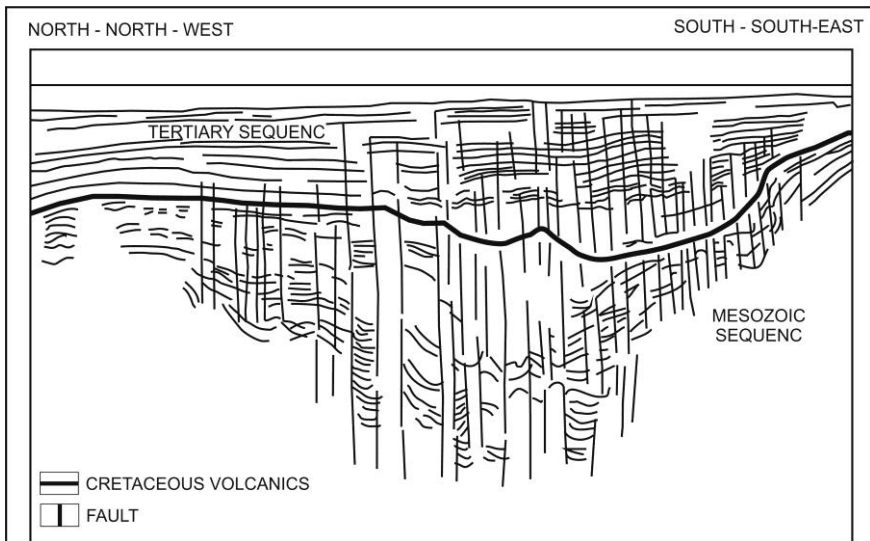 NORTH - NORTH - WEST
SOUTH - SOUTH-EAST
TERTIARY SEQUENC
MESOZOIC
SEQUENC
CRETACEOUS VOLCANICS
FAULT